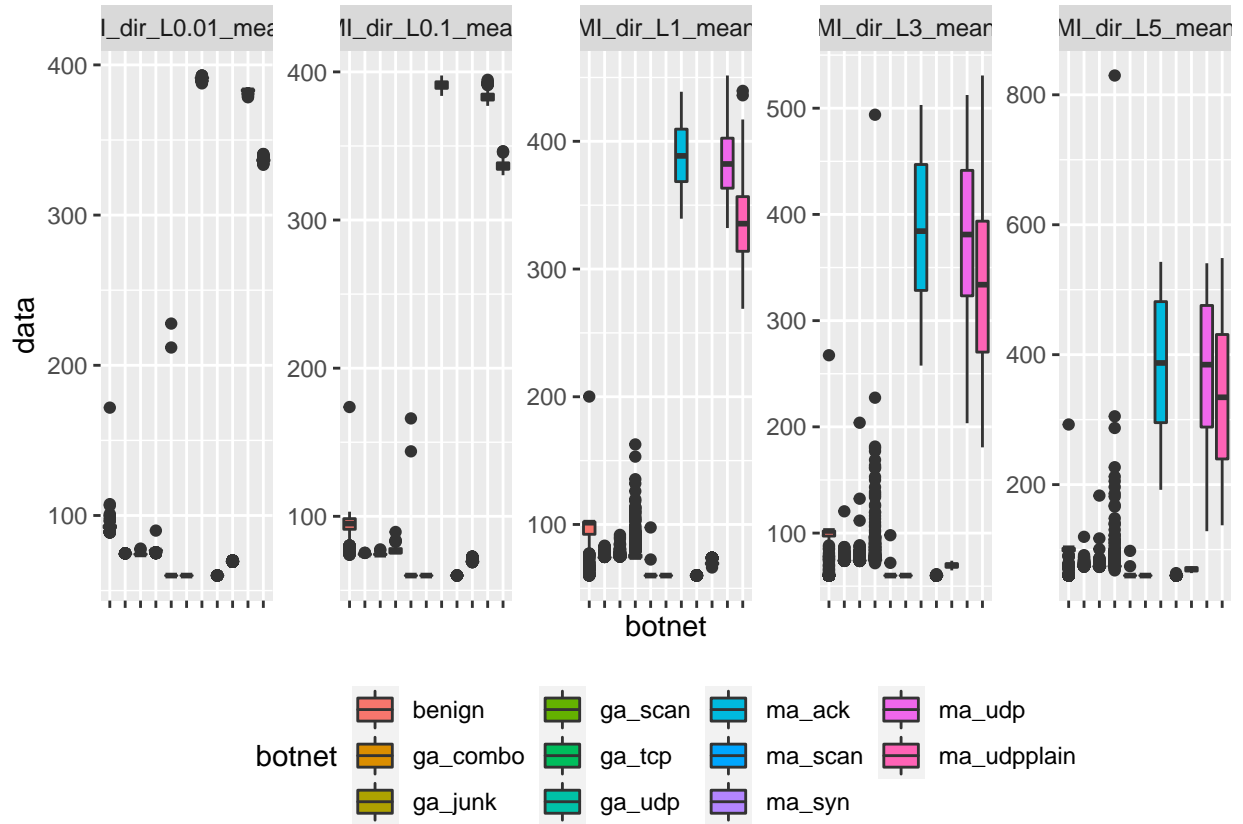 I_dir_L0.01_mea
MI_dir_L0.1_mea
MI_dir_L1_mean
MI_dir_L3_mean
MI_dir_L5_mean
400
300
200
100
400
300
200
100
400
300
200
100
500
400
300
200
100
800
600
400
200
data
botnet
botnet
benign
ga_combo
ga_junk
ga_scan
ga_tcp
ga_udp
ma_ack
ma_scan
ma_syn
ma_udp
ma_udpplain